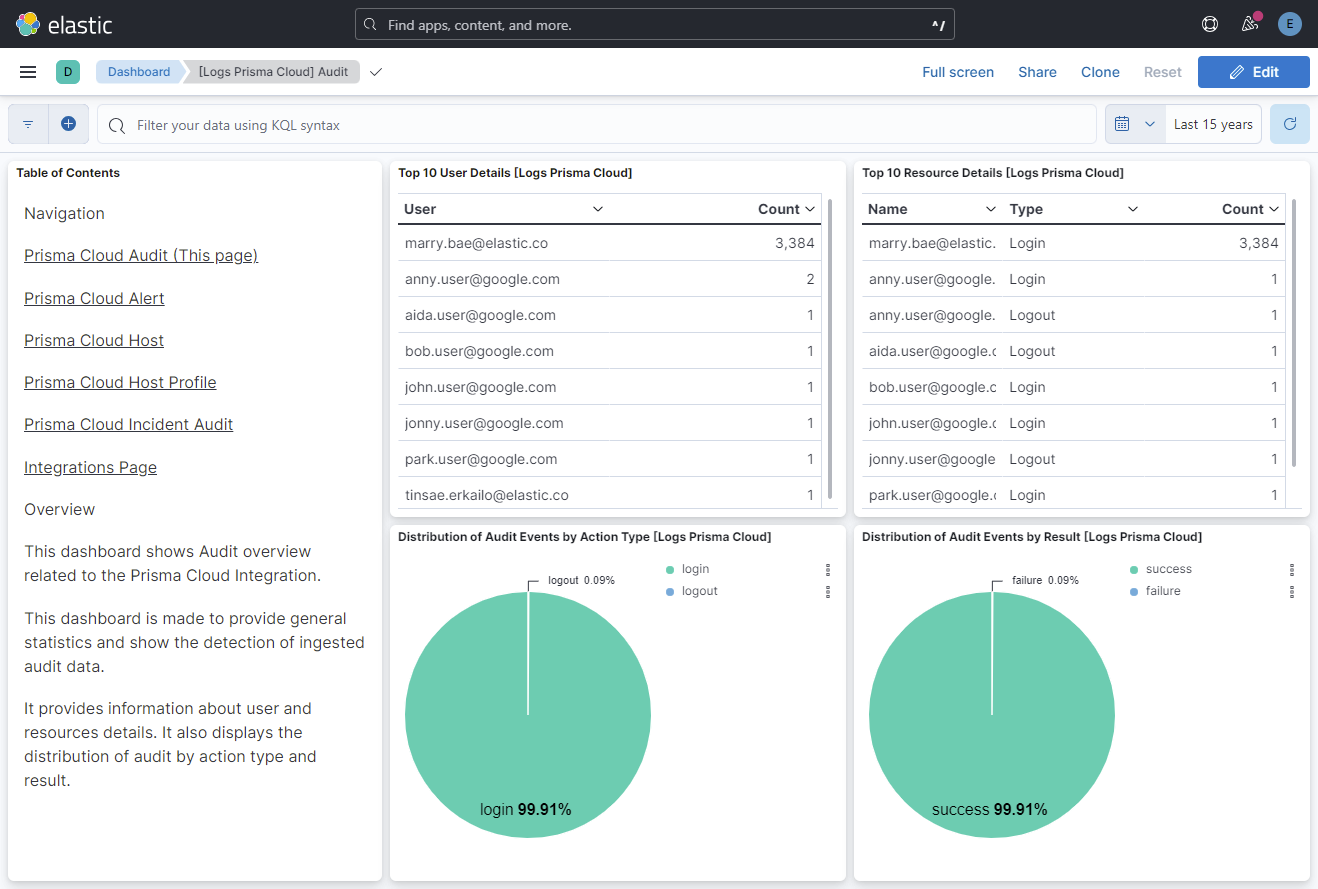 elastic
Find apps, content, and more.
^/
E
D
Dashboard
[Logs Prisma Cloud] Audit
Full screen
Share
Clone
Reset
Edit
Filter your data using KQL syntax
Last 15 years
Table of Contents
Navigation
Prisma Cloud Audit (This page)
Prisma Cloud Alert
Prisma Cloud Host
Prisma Cloud Host Profile
Prisma Cloud Incident Audit
Integrations Page
Overview
This dashboard shows Audit overview
related to the Prisma Cloud Integration.
This dashboard is made to provide general
statistics and show the detection of ingested
audit data.
It provides information about user and
resources details. It also displays the
distribution of audit by action type and
result.
Top 10 User Details [Logs Prisma Cloud]
User Count
marry.bae@elastic.co 3,384
anny.user@google.com 2
aida.user@google.com 1
bob.user@google.com 1
john.user@google.com 1
jonny.user@google.com 1
park.user@google.com 1
tinsae.erkailo@elastic.co 1
Top 10 Resource Details [Logs Prisma Cloud]
Name Type Count
marry.bae@elastic. Login 3,384
anny.user@google. Login 1
anny.user@google. Logout 1
aida.user@google.c Logout 1
bob.user@google.c Login 1
john.user@google.c Login 1
jonny.user@google Logout 1
park.user@google.c Login 1
Distribution of Audit Events by Action Type [Logs Prisma Cloud]
logout 0.09%
login
logout
login 99.91%
Distribution of Audit Events by Result [Logs Prisma Cloud]
failure 0.09%
success
failure
success 99.91%